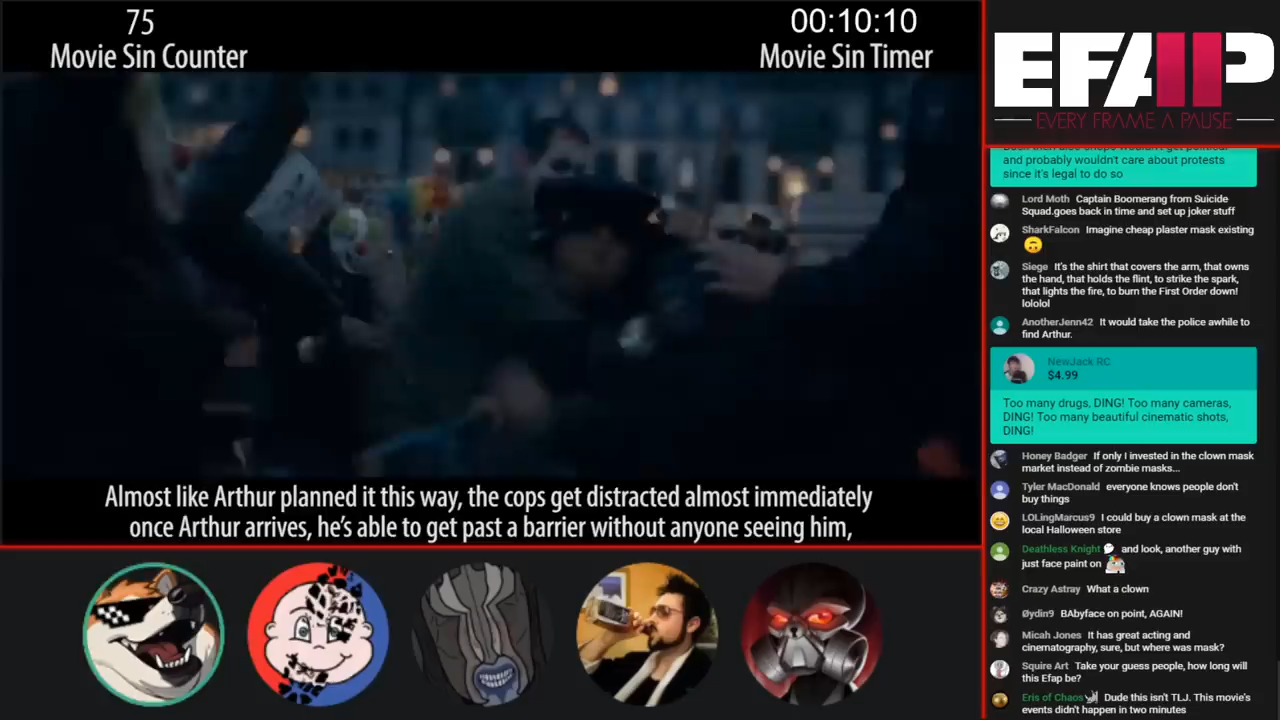 75
Movie Sin Counter
00:10:10
Movie Sin Timer
EFAP
EVERY FRAME A PAUSE
and probably wouldn't care about protests
since it's legal to do so
Lord Moth Captain Boomerang from Suicide
Squad.goes back in time and set up joker stuff
SharkFalcon Imagine cheap plaster mask existing
Siege It's the shirt that covers the arm, that owns
the hand, that holds the flint, to strike the spark,
that lights the fire, to burn the First Order down!
lololol
AnotherJenn42 It would take the police awhile to
find Arthur.
NewJack RC
$4.99
Too many drugs, DING! Too many cameras,
DING! Too many beautiful cinematic shots,
DING!
Honey Badger If only I invested in the clown mask
market instead of zombie masks...
Tyler MacDonald everyone knows people don't
buy things
LOLingMarcus9 I could buy a clown mask at the
local Halloween store
Deathless Knight and look, another guy with
just face paint on
Crazy Astray What a clown
Øydin9 BAbyface on point, AGAIN!
Micah Jones It has great acting and
cinematography, sure, but where was mask?
Squire Art Take your guess people, how long will
this Efap be?
Eris of Chaos Dude this isn't TLJ. This movie's
events didn't happen in two minutes
Almost like Arthur planned it this way, the cops get distracted almost immediately
once Arthur arrives, he's able to get past a barrier without anyone seeing him,